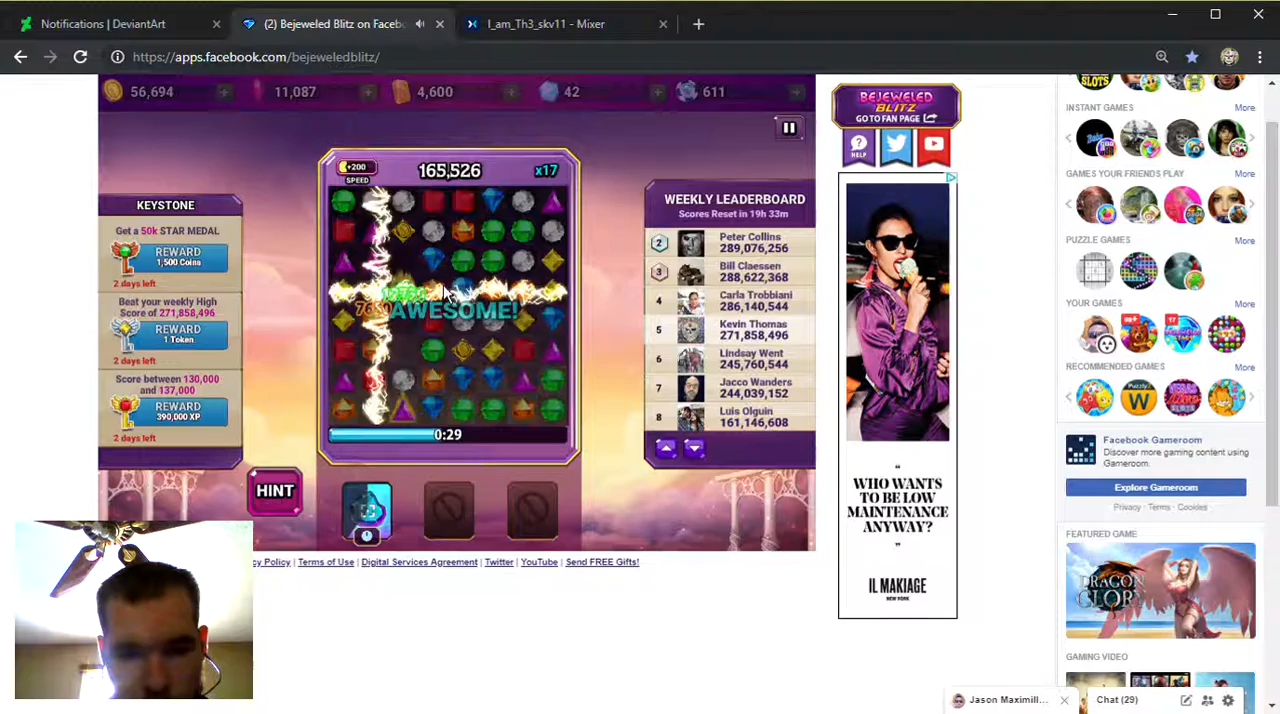 Notifications | DeviantArt
(2) Bejeweled Blitz on Facebo
I_am_Th3_skv11 - Mixer
https://apps.facebook.com/bejeweledblitz/
56,694
11,087
4,600
42
611
BEJEWELED
BLITZ
GO TO FAN PAGE
HELP
KEYSTONE
Get a 50k STAR MEDAL
REWARD
1,500 Coins
2 days left
Beat your weekly High
Score of 271,858,496
REWARD
1 Token
2 days left
Score between 130,000
and 137,000
REWARD
390,000 XP
2 days left
+200
SPEED
165,526
x17
AWESOME!
0:29
HINT
WEEKLY LEADERBOARD
Scores Reset in 19h 33m
2
Peter Collins
289,076,256
3
Bill Claessen
288,622,368
4
Carla Trobbiani
286,140,544
5
Kevin Thomas
271,858,496
6
Lindsay Went
245,760,544
7
Jacco Wanders
244,039,152
8
Luis Olguin
161,146,608
cy Policy | Terms of Use | Digital Services Agreement | Twitter | YouTube | Send FREE Gifts!
“
WHO WANTS
TO BE LOW
MAINTENANCE
ANYWAY?
”
IL MAKIAGE
NEW YORK
SLOTS
INSTANT GAMES
More
GAMES YOUR FRIENDS PLAY
More
PUZZLE GAMES
More
YOUR GAMES
More
17
RECOMMENDED GAMES
More
W
Facebook Gameroom
Discover more gaming content using
Gameroom.
Explore Gameroom
Privacy · Terms · Cookies
FEATURED GAME
DRAGON
GLORY
GAMING VIDEO
Jason Maximill...
Chat (29)